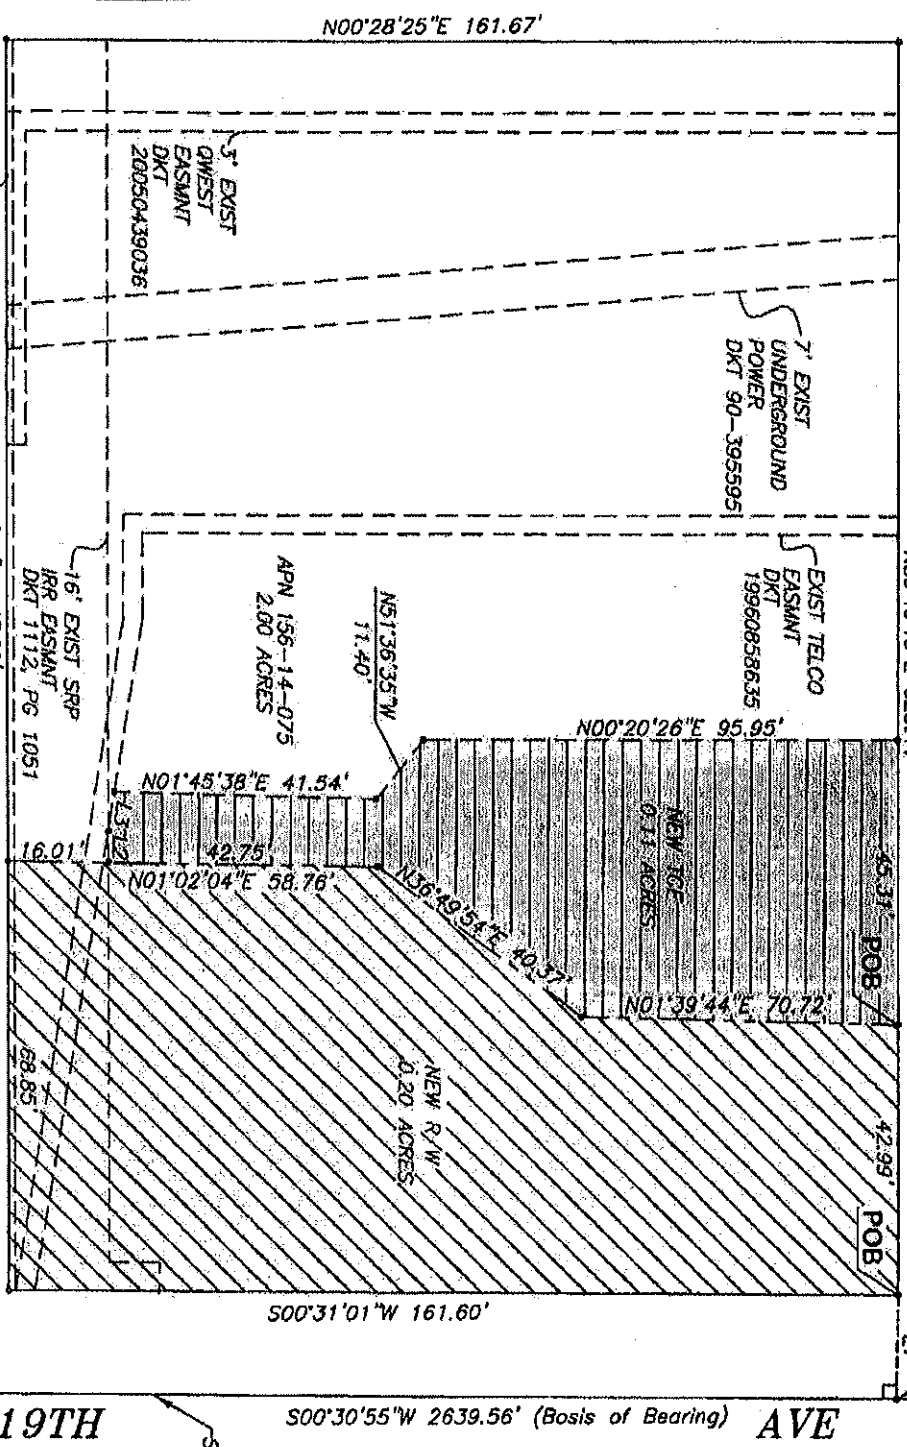 N00°28'25"E 161.67'
3' EXIST
QWEST
EASMNT
DKT
20050439036
7' EXIST
UNDERGROUND
POWER
DKT 90-395595
EXIST TELCO
EASMNT
DKT
19960858635
N51°36'35"W
11.40'
APN 156-14-075
2.00 ACRES
16' EXIST SRP
IRR EASMNT
DKT 1112, PG 1051
N00°20'26"E 95.95'
NEW TCE
0.11 ACRES
45.31'
POB
N01°45'38"E 41.54'
16.01'
42.75'
N01°02'04"E 58.76'
N36°49'54"E 40.37'
N01°39'44"E 70.72'
NEW R/W
0.20 ACRES
68.85'
42.99'
POB
S00°31'01"W 161.60'
S00°30'55"W 2639.56' (Basis of Bearing)
19TH AVE